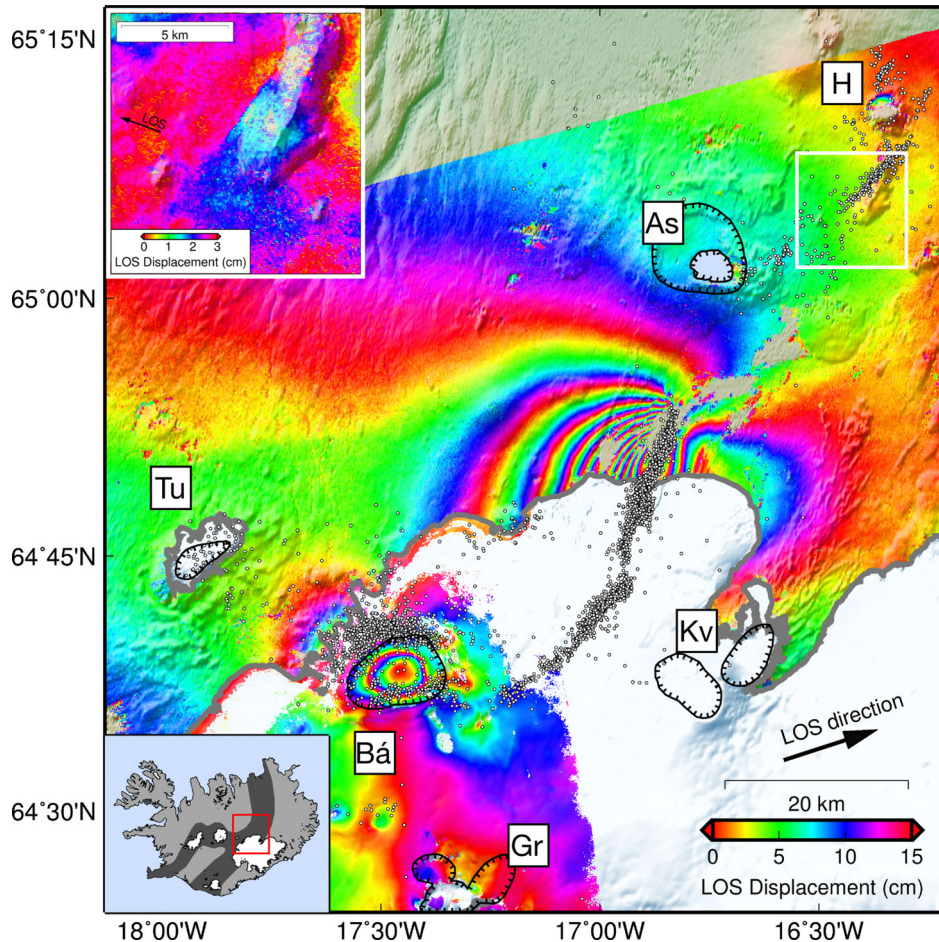 65°15'N
5 km
LOS
0 1 2 3
LOS Displacement (cm)
H
As
65°00'N
Tu
64°45'N
Kv
LOS direction
Bá
20 km
64°30'N
Gr
0 5 10 15
LOS Displacement (cm)
18°00'W 17°30'W 17°00'W 16°30'W